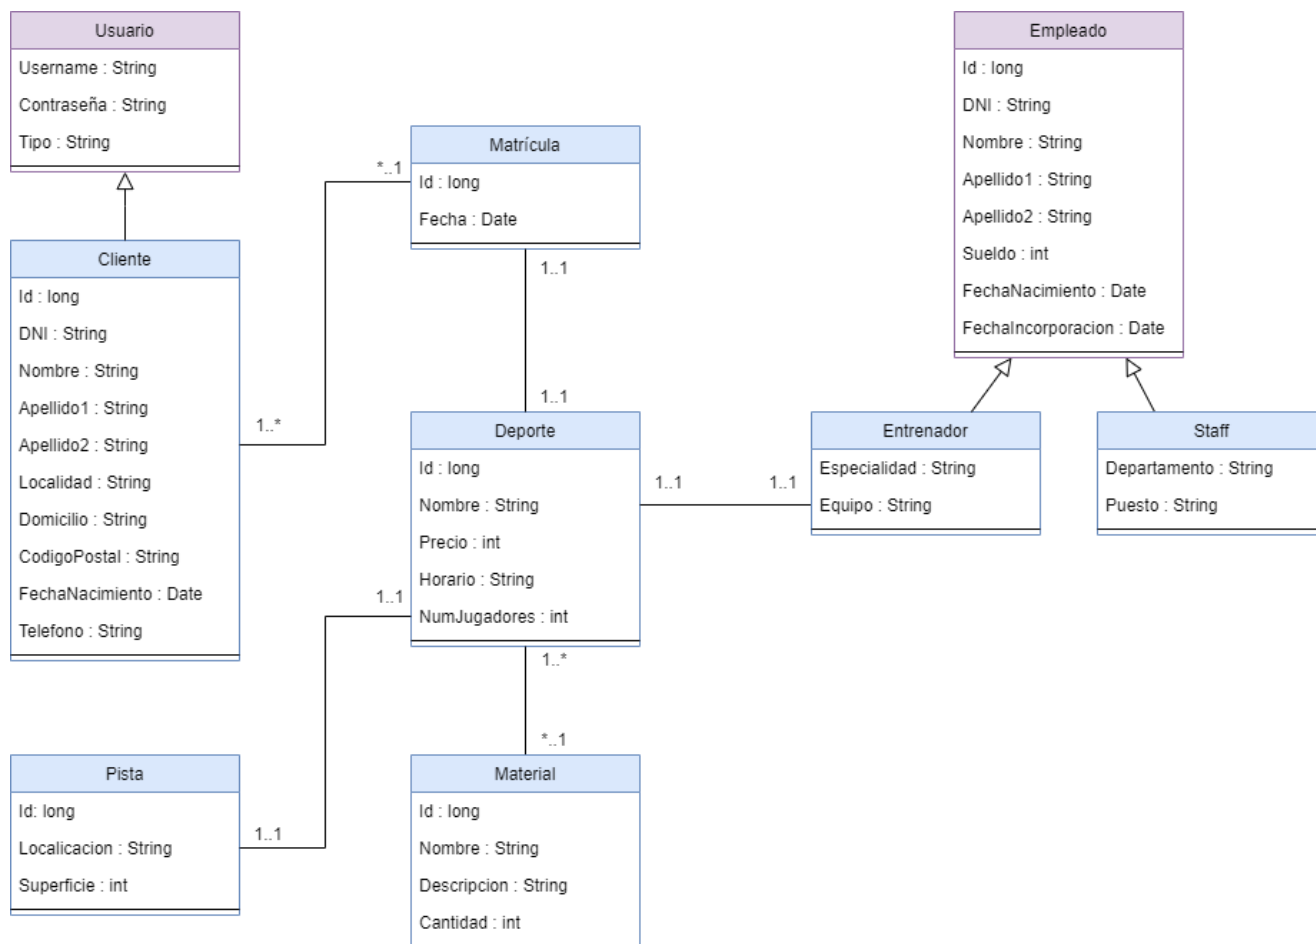 Usuario
Username : String
Contraseña : String
Tipo : String
Empleado
Id : long
DNI : String
Nombre : String
Apellido1 : String
Apellido2 : String
Sueldo : int
FechaNacimiento : Date
FechaIncorporacion : Date
Matrícula
Id : long
Fecha : Date
*..1
1..1
Cliente
Id : long
DNI : String
Nombre : String
Apellido1 : String
Apellido2 : String
Localidad : String
Domicilio : String
CodigoPostal : String
FechaNacimiento : Date
Telefono : String
1..*
1..1
Deporte
Id : long
Nombre : String
Precio : int
Horario : String
NumJugadores : int
1..1
1..1
Entrenador
Especialidad : String
Equipo : String
Staff
Departamento : String
Puesto : String
1..1
1..*
*..1
Pista
Id: long
Localicacion : String
Superficie : int
1..1
Material
Id : long
Nombre : String
Descripcion : String
Cantidad : int